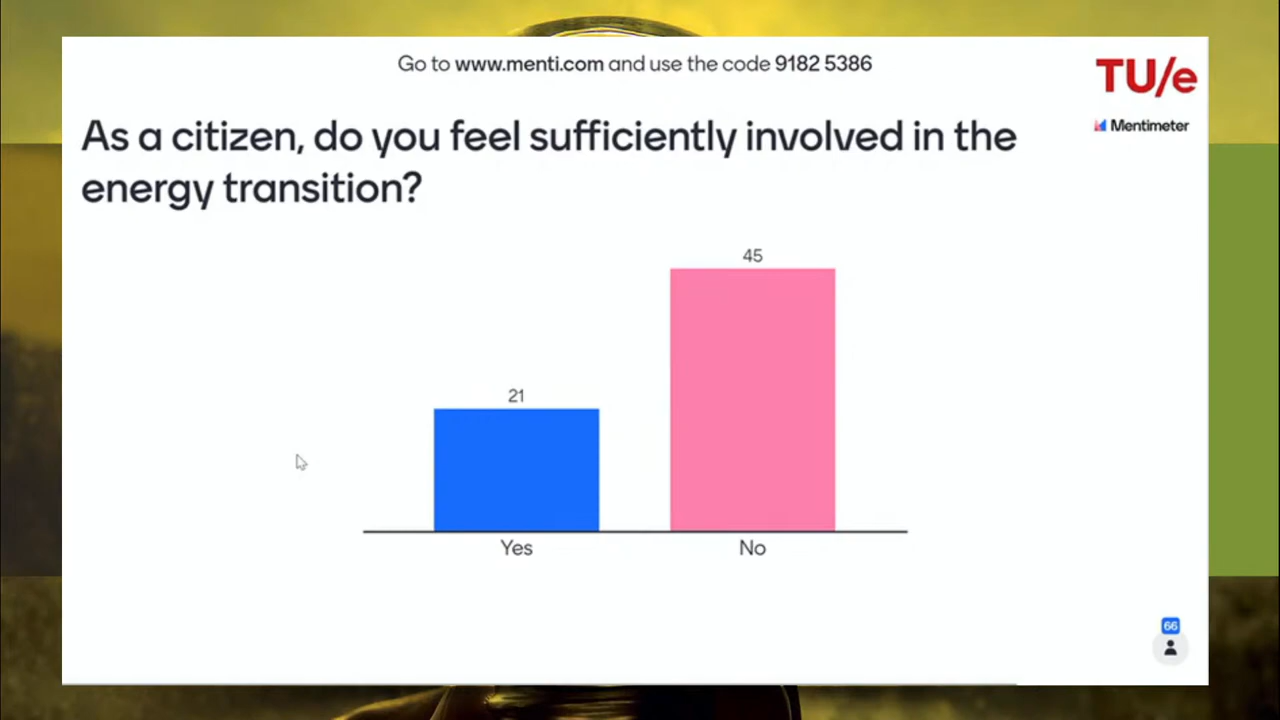 Go to www.menti.com and use the code 9182 5386
TU/e
Mentimeter
As a citizen, do you feel sufficiently involved in the
energy transition?
45
21
Yes
No
66